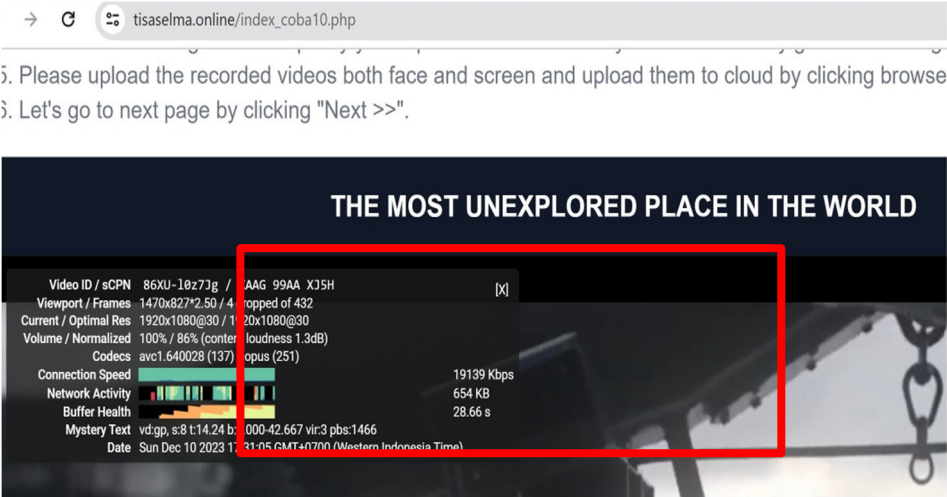 tisaselma.online/index_coba10.php
5. Please upload the recorded videos both face and screen and upload them to cloud by clicking browse
6. Let's go to next page by clicking "Next >>".
THE MOST UNEXPLORED PLACE IN THE WORLD
[X]
Video ID / sCPN 86XU-l0z7Jg / AAG 99AA XJ5H
Viewport / Frames 1470x827*2.50 / 4 ropped of 432
Current / Optimal Res 1920x1080@30 / 1920x1080@30
Volume / Normalized 100% / 86% (content loudness 1.3dB)
Codecs avc1.640028 (137) opus (251)
Connection Speed 19139 Kbps
Network Activity 654 KB
Buffer Health 28.66 s
Mystery Text vd:gp, s:8 t:14.24 b: 000-42.667 vir:3 pbs:1466
Date Sun Dec 10 2023 17:31:05 GMT+0700 (Western Indonesia Time)